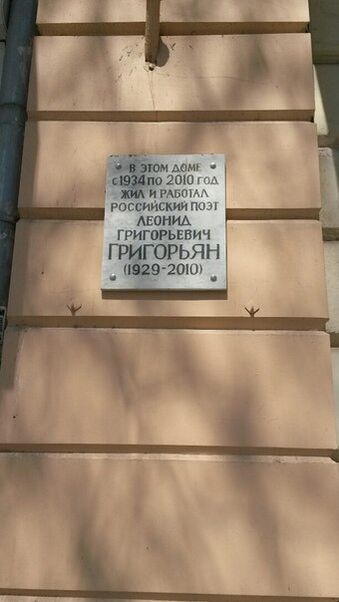 В ЭТОМ ДОМЕ
С 1934 ПО 2010 ГОД
ЖИЛ И РАБОТАЛ
РОССИЙСКИЙ ПОЭТ
ЛЕОНИД
ГРИГОРЬЕВИЧ
ГРИГОРЬЯН
(1929-2010)